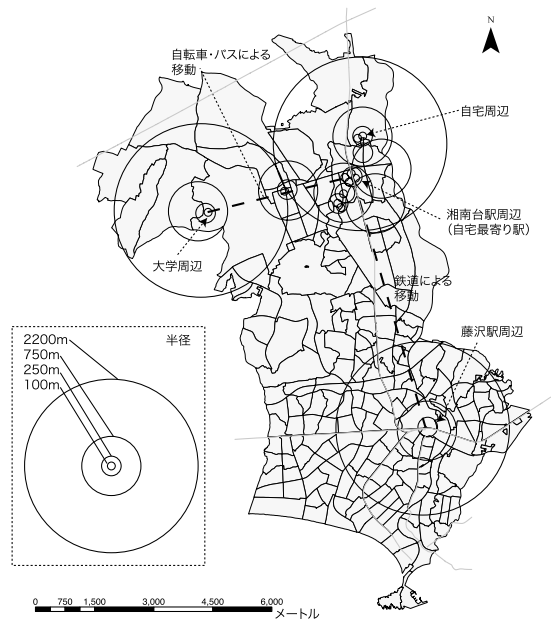 N
自転車・バスによる
移動
自宅周辺
湘南台駅周辺
（自宅最寄り駅）
大学周辺
鉄道による
移動
藤沢駅周辺
2200m
半径
750m
250m
100m
0 750 1,500 3,000 4,500 6,000
メートル